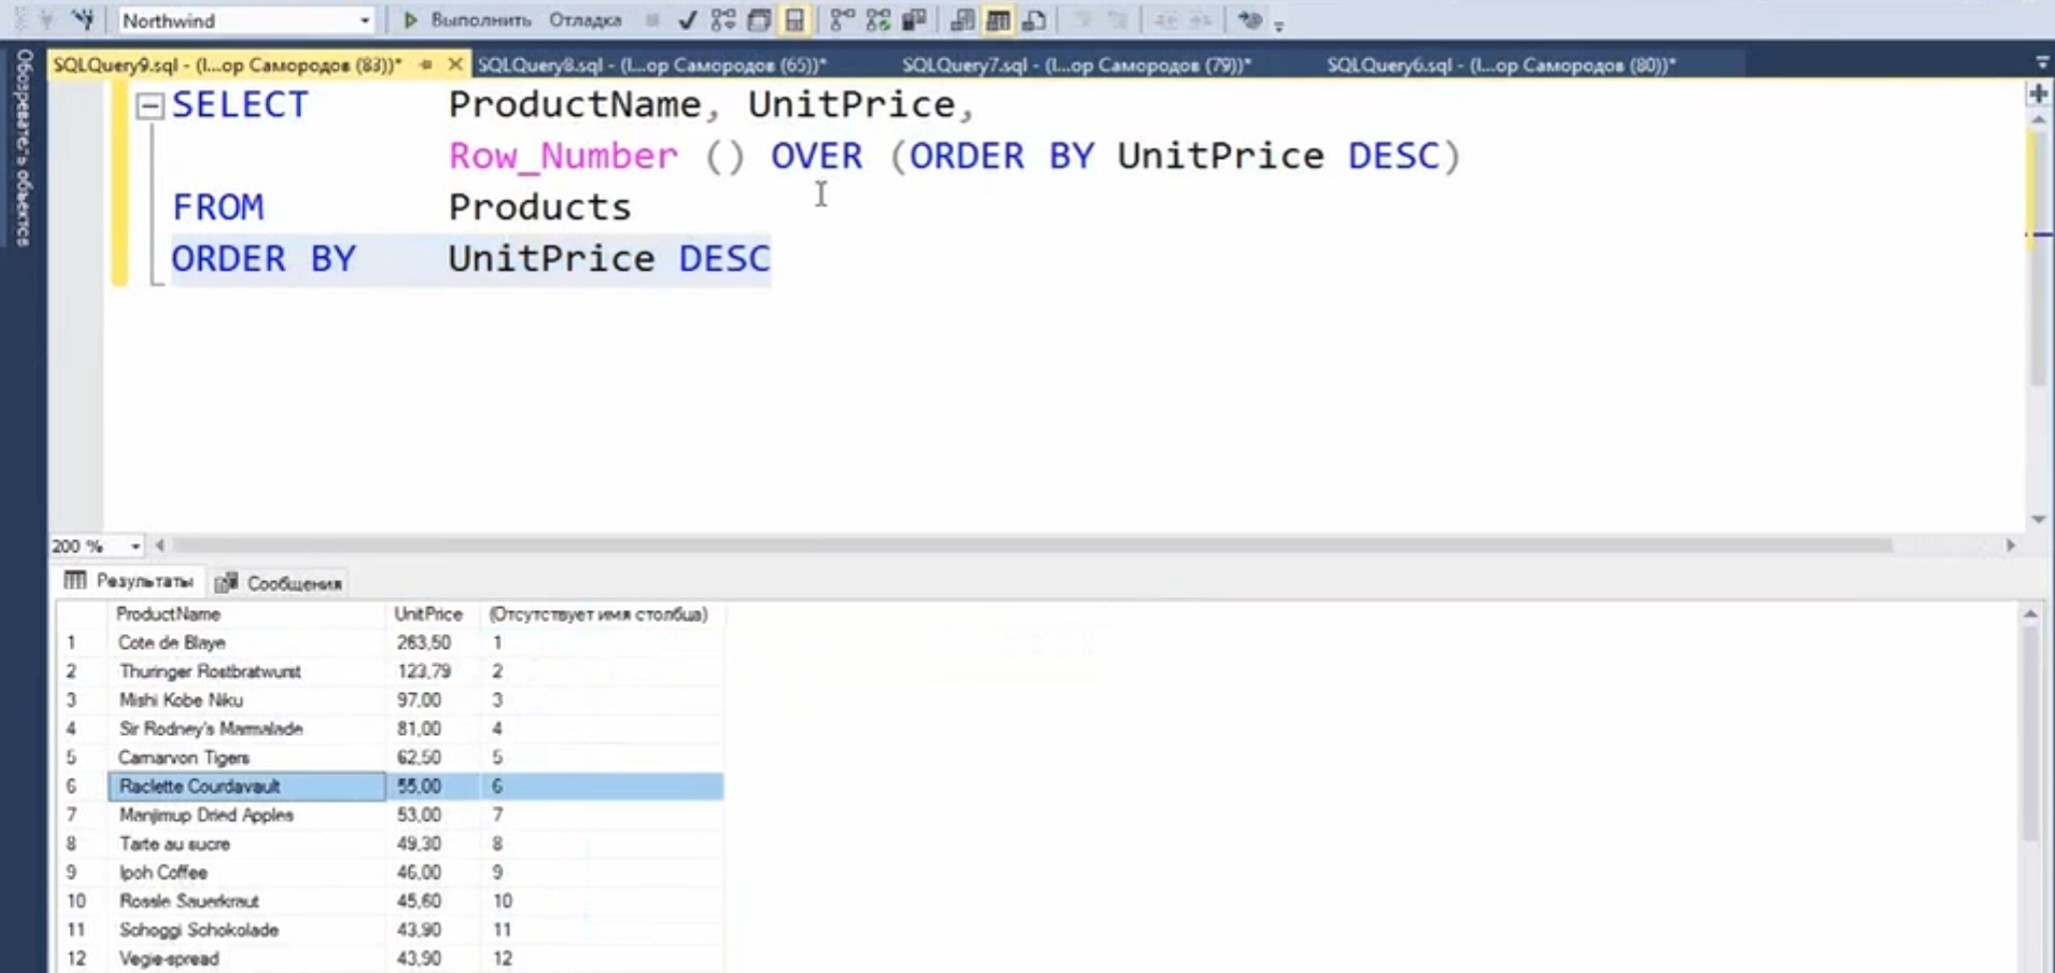 Northwind Выполнить Отладка
SQLQuery9.sql - (l...ор Самородов (83))* SQLQuery8.sql - (l...ор Самородов (65))* SQLQuery7.sql - (l...ор Самородов (79))* SQLQuery6.sql - (l...ор Самородов (80))*
Обозреватель объектов
SELECT ProductName, UnitPrice,
Row_Number () OVER (ORDER BY UnitPrice DESC)
FROM Products
ORDER BY UnitPrice DESC
200 %
Результаты Сообщения
ProductName UnitPrice (Отсутствует имя столбца)
1 Cote de Blaye 263,50 1
2 Thuringer Rostbratwurst 123,79 2
3 Mishi Kobe Niku 97,00 3
4 Sir Rodney's Marmalade 81,00 4
5 Carnarvon Tigers 62,50 5
6 Raclette Courdavault 55,00 6
7 Manjimup Dried Apples 53,00 7
8 Tarte au sucre 49,30 8
9 Ipoh Coffee 46,00 9
10 Rossle Sauerkraut 45,60 10
11 Schoggi Schokolade 43,90 11
12 Vegie-spread 43,90 12